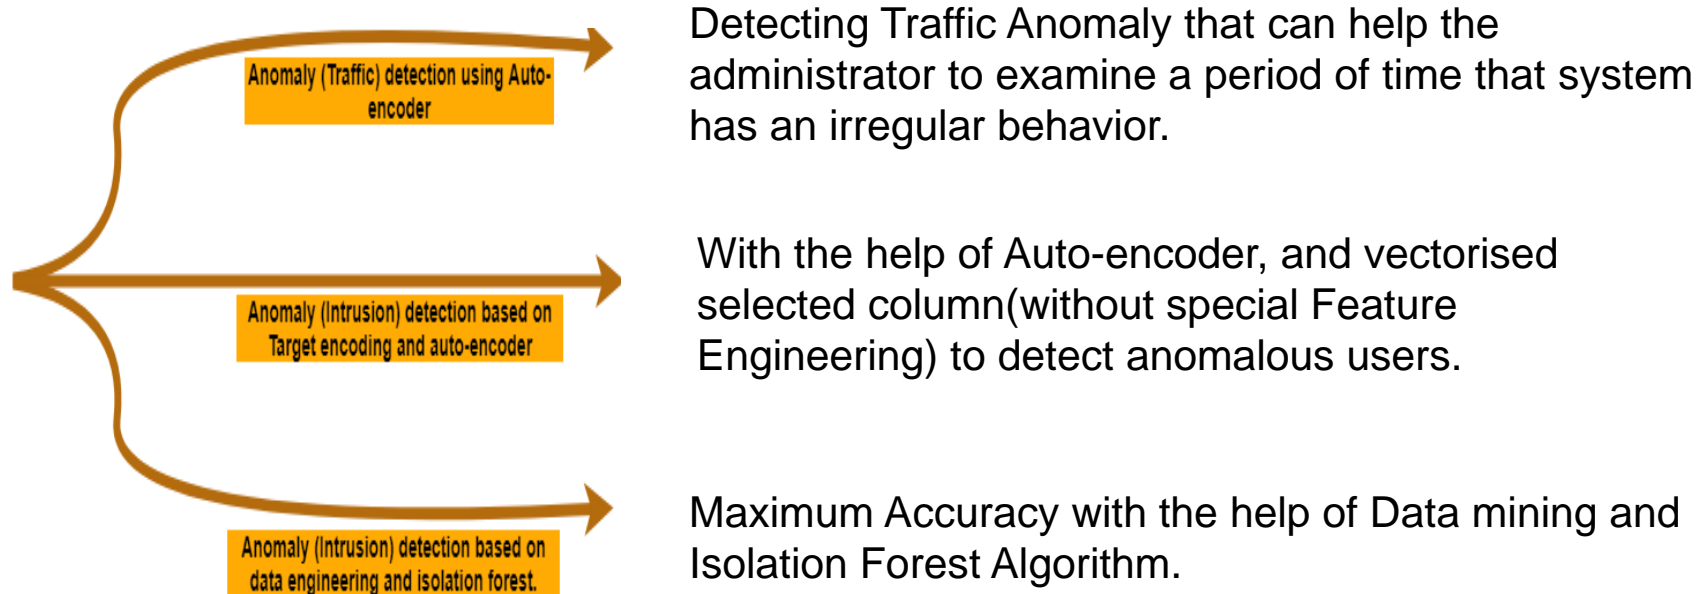 Anomaly (Traffic) detection using Auto-
encoder
Detecting Traffic Anomaly that can help the
administrator to examine a period of time that system
has an irregular behavior.
Anomaly (Intrusion) detection based on
Target encoding and auto-encoder
With the help of Auto-encoder, and vectorised
selected column(without special Feature
Engineering) to detect anomalous users.
Anomaly (Intrusion) detection based on
data engineering and isolation forest.
Maximum Accuracy with the help of Data mining and
Isolation Forest Algorithm.